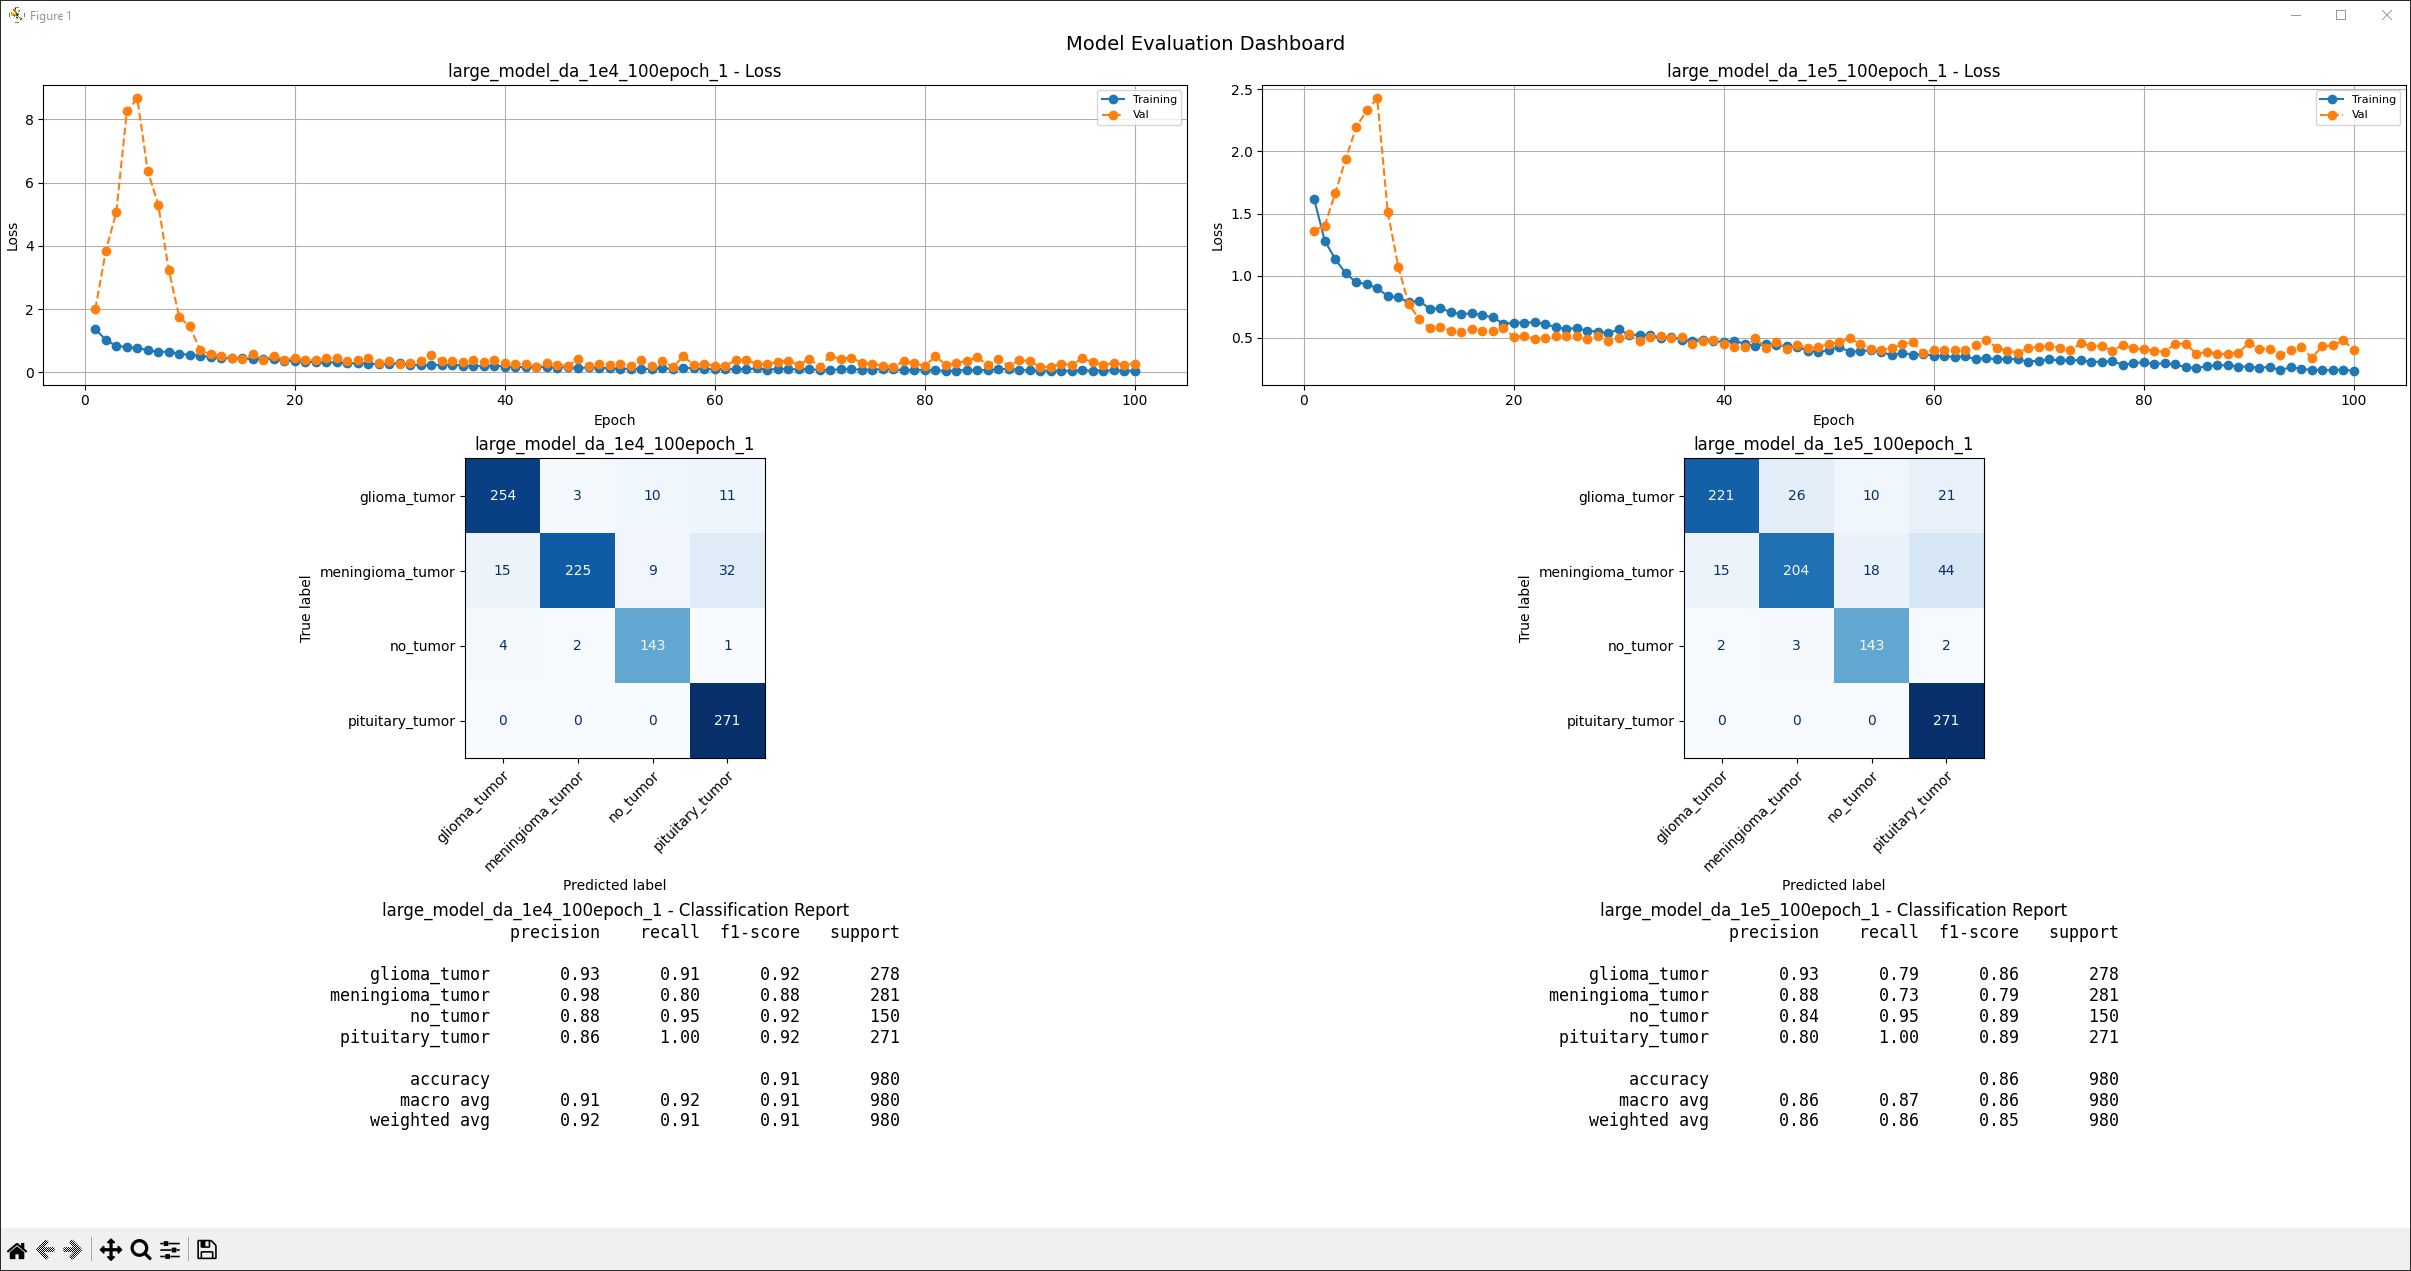 Figure 1
Model Evaluation Dashboard
large_model_da_1e4_100epoch_1 - Loss
Training
Val
8
6
4
2
0
Loss
0 20 40 60 80 100
Epoch
large_model_da_1e5_100epoch_1 - Loss
Training
Val
2.5
2.0
1.5
1.0
0.5
Loss
0 20 40 60 80 100
Epoch
large_model_da_1e4_100epoch_1
True label
glioma_tumor 254 3 10 11
meningioma_tumor 15 225 9 32
no_tumor 4 2 143 1
pituitary_tumor 0 0 0 271
glioma_tumor meningioma_tumor no_tumor pituitary_tumor
Predicted label
large_model_da_1e5_100epoch_1
True label
glioma_tumor 221 26 10 21
meningioma_tumor 15 204 18 44
no_tumor 2 3 143 2
pituitary_tumor 0 0 0 271
glioma_tumor meningioma_tumor no_tumor pituitary_tumor
Predicted label
large_model_da_1e4_100epoch_1 - Classification Report
precision recall f1-score support
glioma_tumor 0.93 0.91 0.92 278
meningioma_tumor 0.98 0.80 0.88 281
no_tumor 0.88 0.95 0.92 150
pituitary_tumor 0.86 1.00 0.92 271
accuracy 0.91 980
macro avg 0.91 0.92 0.91 980
weighted avg 0.92 0.91 0.91 980
large_model_da_1e5_100epoch_1 - Classification Report
precision recall f1-score support
glioma_tumor 0.93 0.79 0.86 278
meningioma_tumor 0.88 0.73 0.79 281
no_tumor 0.84 0.95 0.89 150
pituitary_tumor 0.80 1.00 0.89 271
accuracy 0.86 980
macro avg 0.86 0.87 0.86 980
weighted avg 0.86 0.86 0.85 980